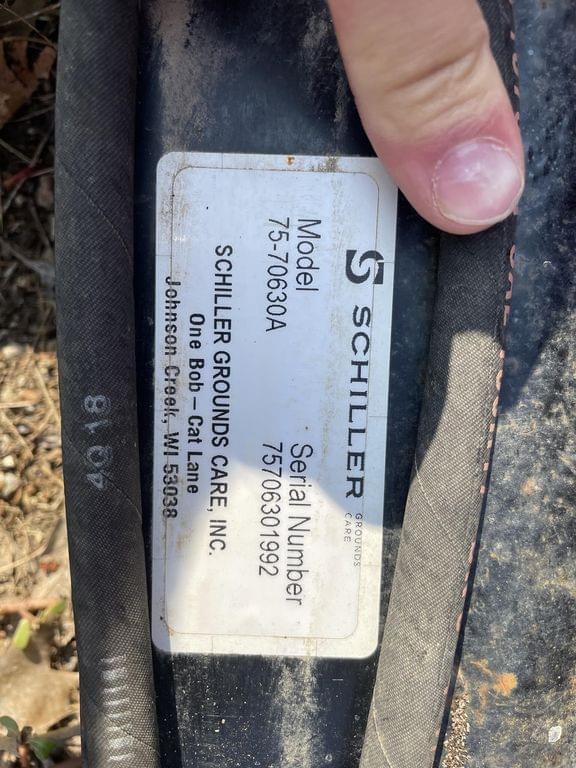 SCHILLER
GROUNDS
CARE
Model
75-70630A
Serial Number
75706301992
SCHILLER GROUNDS CARE, INC.
One Bob-Cat Lane
Johnson Creek, WI 53038
4018